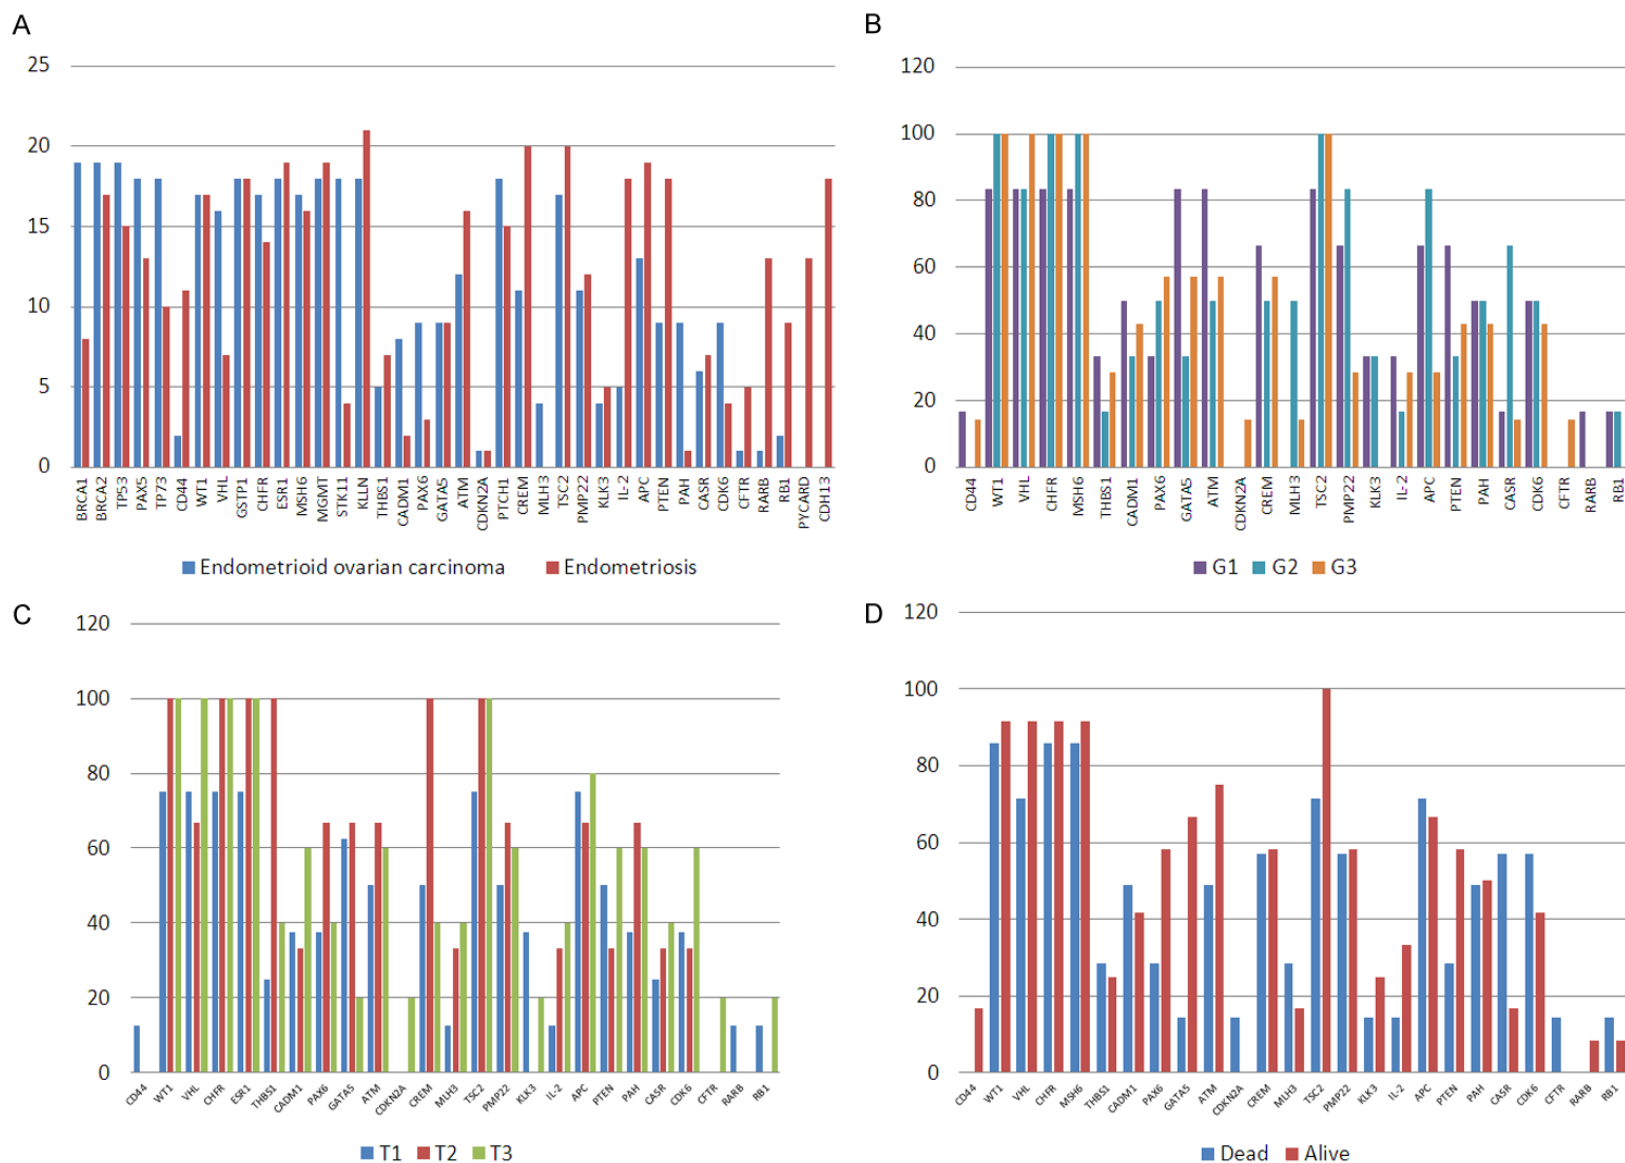 A
25
20
15
10
5
0
BRCA1 BRCA2 TP53 PAX5 TP73 CD44 WT1 VHL GSTP1 CHFR ESR1 MSH6 MGMT STK11 KLLN THBS1 CADM1 PAX6 GATA5 ATM CDKN2A PTCH1 CREM MLH3 TSC2 PMP22 KLK3 IL-2 APC PTEN PAH CASR CDK6 CFTR RARB RB1 PYCARD CDH13
Endometrioid ovarian carcinoma Endometriosis
B
120
100
80
60
40
20
0
CD44 WT1 VHL CHFR MSH6 THBS1 CADM1 PAX6 GATA5 ATM CDKN2A CREM MLH3 TSC2 PMP22 KLK3 IL-2 APC PTEN PAH CASR CDK6 CFTR RARB RB1
G1 G2 G3
C
120
100
80
60
40
20
0
CD44 WT1 VHL CHFR ESR1 THBS1 CADM1 PAX6 GATA5 ATM CDKN2A CREM MLH3 TSC2 PMP22 KLK3 IL-2 APC PTEN PAH CASR CDK6 CFTR RARB RB1
T1 T2 T3
D
120
100
80
60
40
20
0
CD44 WT1 VHL CHFR MSH6 THBS1 CADM1 PAX6 GATA5 ATM CDKN2A CREM MLH3 TSC2 PMP22 KLK3 IL-2 APC PTEN PAH CASR CDK6 CFTR RARB RB1
Dead Alive